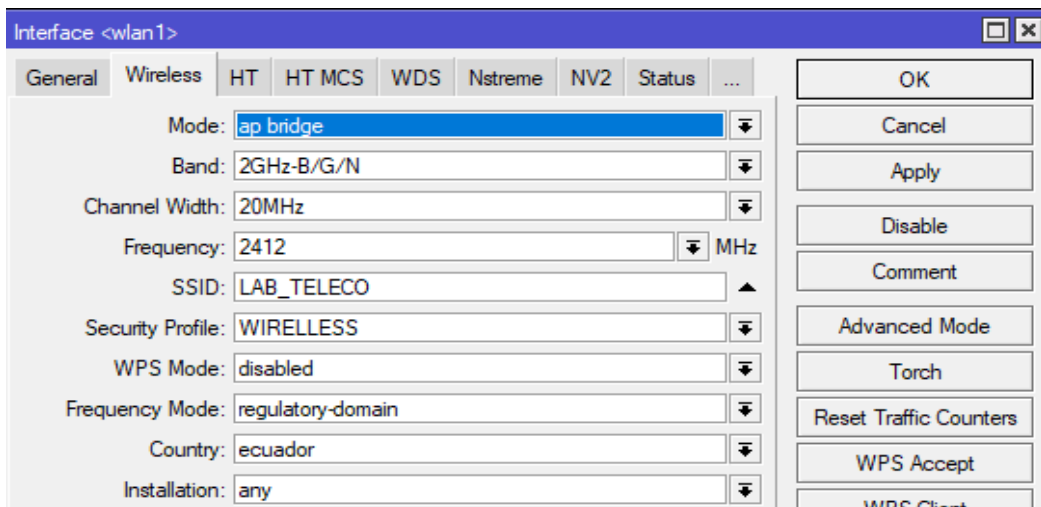 Interface <wlan1>
General Wireless HT HT MCS WDS Nstreme NV2 Status ...
Mode: ap bridge
Band: 2GHz-B/G/N
Channel Width: 20MHz
Frequency: 2412 MHz
SSID: LAB_TELECO
Security Profile: WIRELLESS
WPS Mode: disabled
Frequency Mode: regulatory-domain
Country: ecuador
Installation: any
OK
Cancel
Apply
Disable
Comment
Advanced Mode
Torch
Reset Traffic Counters
WPS Accept
WPS Client